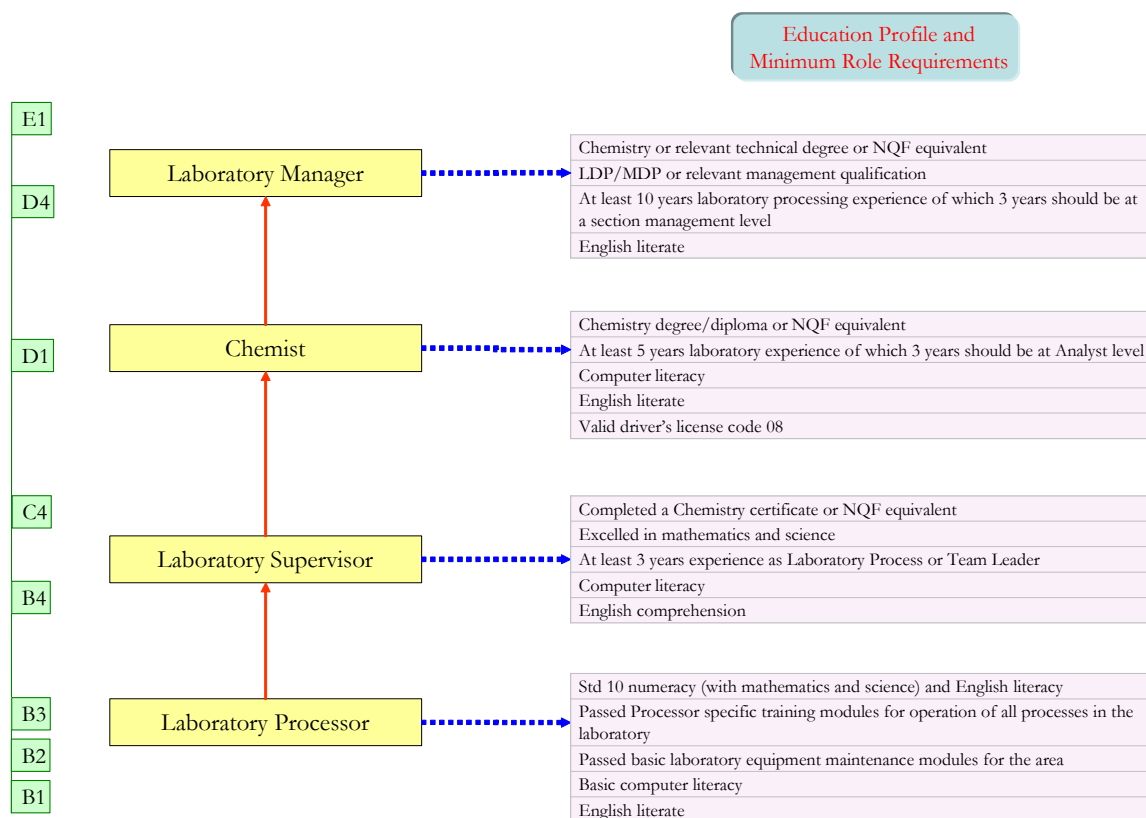 Education Profile and
Minimum Role Requirements
E1
Laboratory Manager
Chemistry or relevant technical degree or NQF equivalent
LDP/MDP or relevant management qualification
D4
At least 10 years laboratory processing experience of which 3 years should be at
a section management level
English literate
Chemist
Chemistry degree/diploma or NQF equivalent
D1
At least 5 years laboratory experience of which 3 years should be at Analyst level
Computer literacy
English literate
Valid driver's license code 08
C4
Completed a Chemistry certificate or NQF equivalent
Excelled in mathematics and science
Laboratory Supervisor
At least 3 years experience as Laboratory Process or Team Leader
Computer literacy
B4
English comprehension
Std 10 numeracy (with mathematics and science) and English literacy
B3
Laboratory Processor
Passed Processor specific training modules for operation of all processes in the
laboratory
B2
Passed basic laboratory equipment maintenance modules for the area
Basic computer literacy
B1
English literate